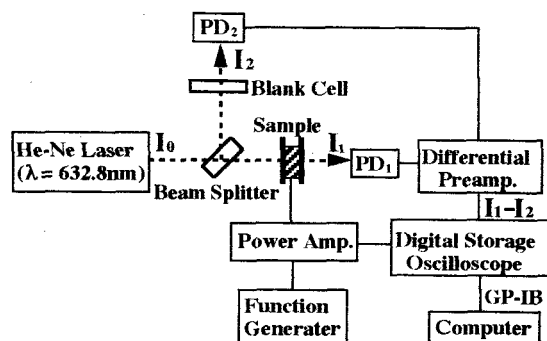 PD₂
I₂
Blank Cell
Sample
He-Ne Laser
(λ = 632.8nm)
I₀
I₁
PD₁
Differential
Preamp.
Beam Splitter
I₁-I₂
Power Amp.
Digital Storage
Oscilloscope
GP-IB
Function
Generater
Computer